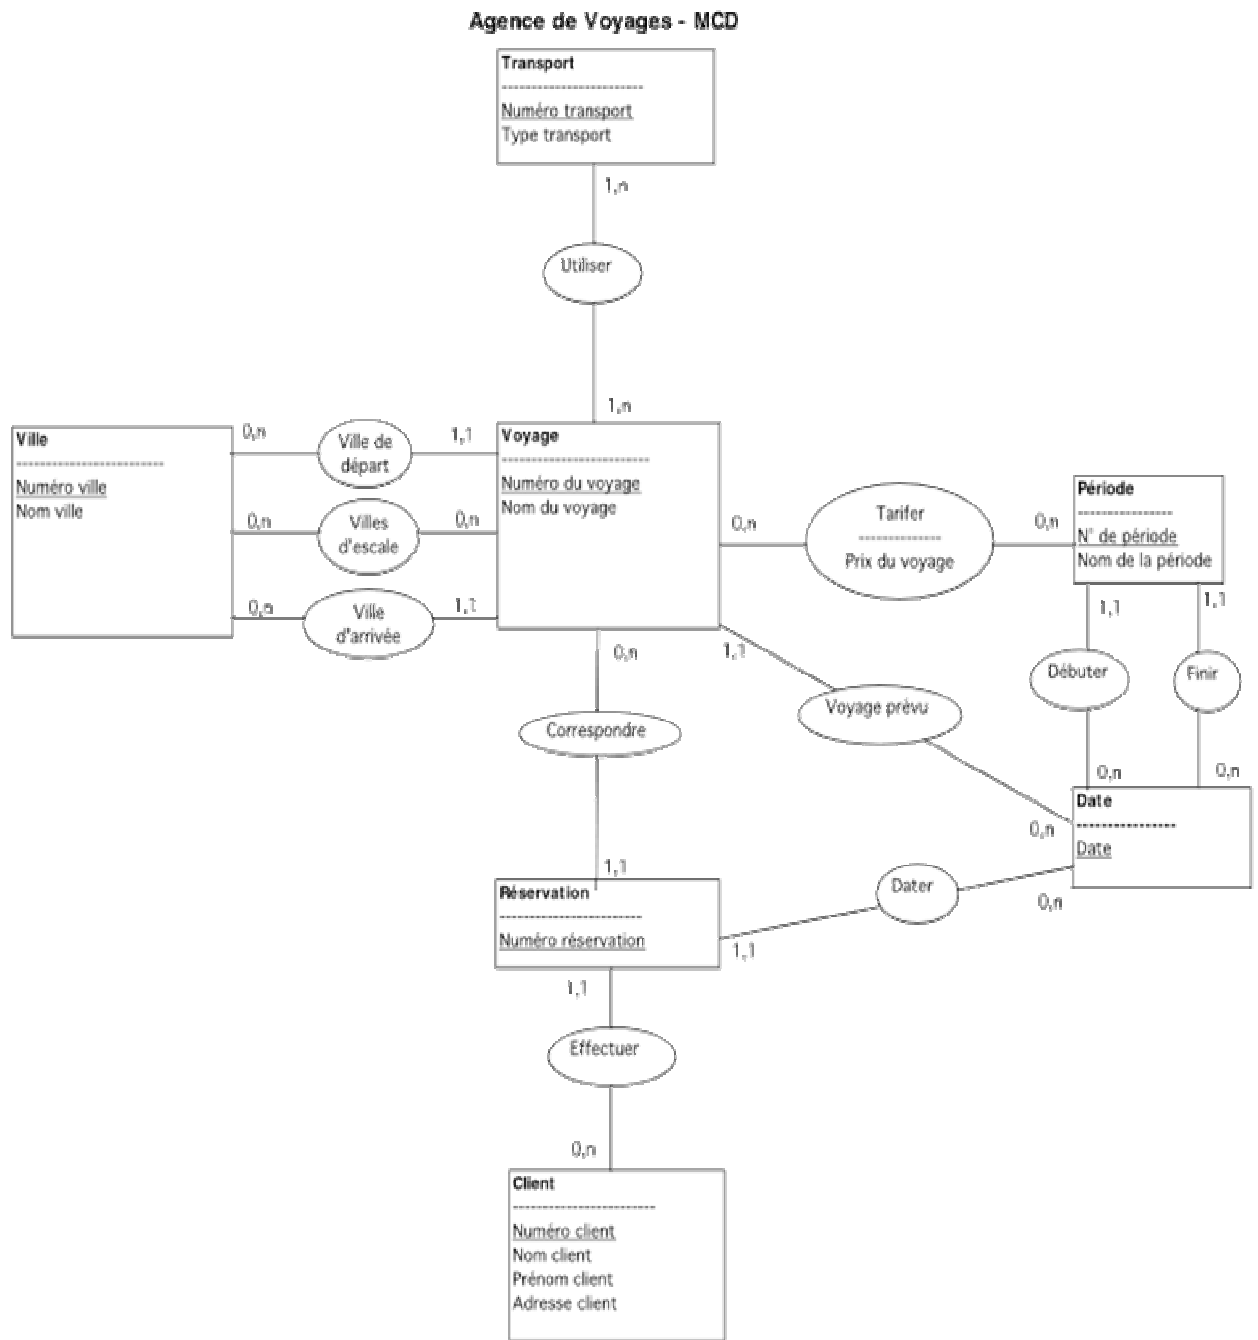 Agence de Voyages - MCD
Transport
Numéro transport
Type transport
1,n
Utiliser
1,n
Ville
Numéro ville
Nom ville
0,n
Ville de
départ
1,1
0,n
Villes
d'escale
0,n
0,n
Ville
d'arrivée
1,1
Voyage
Numéro du voyage
Nom du voyage
0,n
Tarifer
Prix du voyage
0,n
Période
N° de période
Nom de la période
1,1
1,1
Débuter
Finir
0,n
0,n
0,n
1,1
Voyage prèvu
0,n
Correspondre
1,1
Date
Date
Réservation
Numéro réservation
1,1
Dater
0,n
1,1
Effectuer
0,n
Client
Numéro client
Nom client
Prénom client
Adresse client